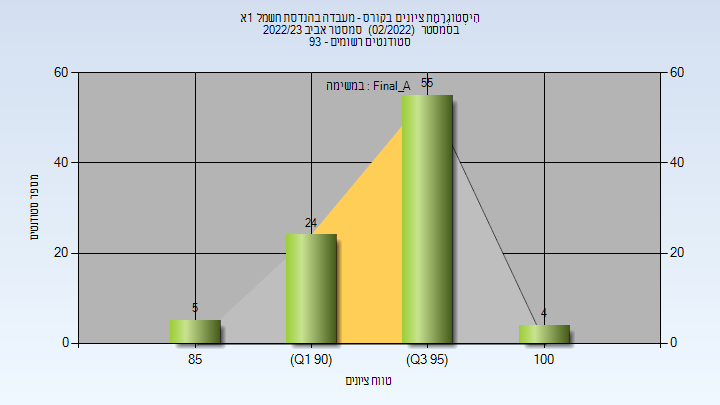 היסטוגרמת ציונים בקורס - מעבדה בהנדסת חשמל 1א
בסמסטר (02/2022) סמסטר אביב 2022/23
סטודנטים רשומים - 93
במשימה : Final_A
60
60
40
40
20
20
0
0
55
24
5
4
מספר סטודנטים
85
(Q1 90)
(Q3 95)
100
טווח ציונים